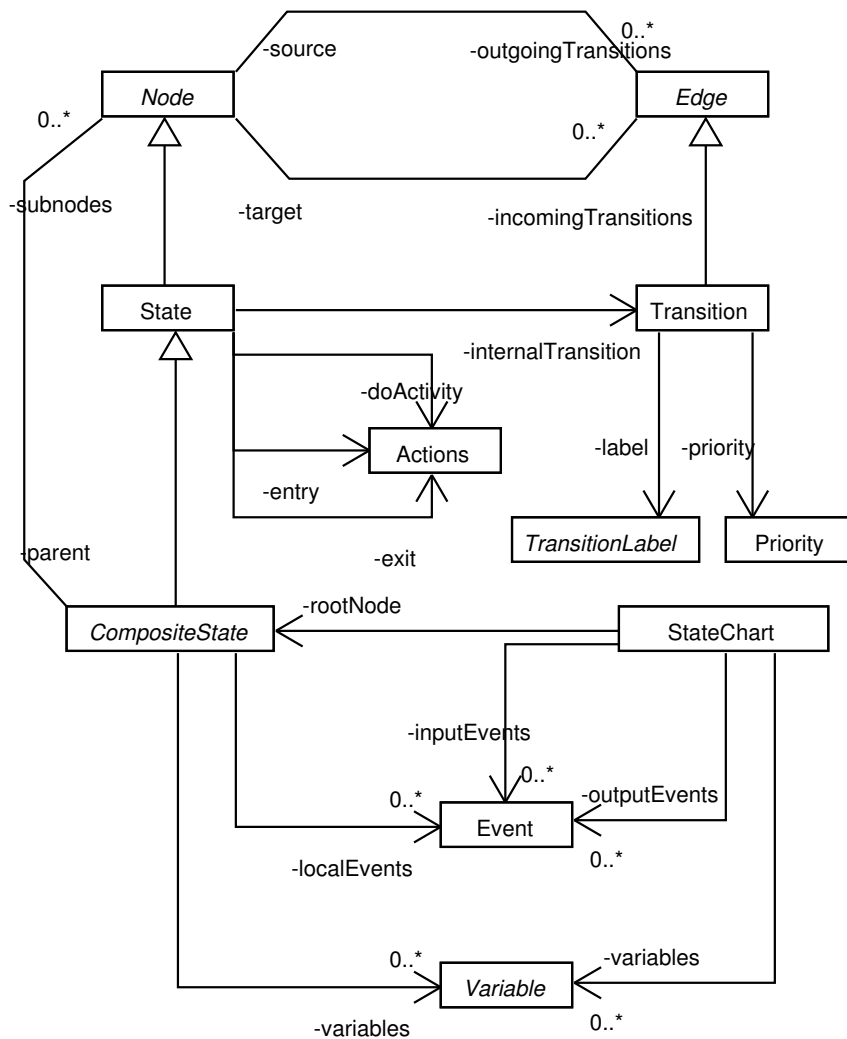 0..*
-source
-outgoingTransitions
Node
Edge
0..*
0..*
-subnodes
-target
-incomingTransitions
State
Transition
-internalTransition
-doActivity
Actions
-label
-priority
-entry
TransitionLabel
Priority
-parent
-exit
-rootNode
CompositeState
StateChart
-inputEvents
0..*
0..*
-outputEvents
Event
0..*
-localEvents
0..*
-variables
Variable
0..*
-variables